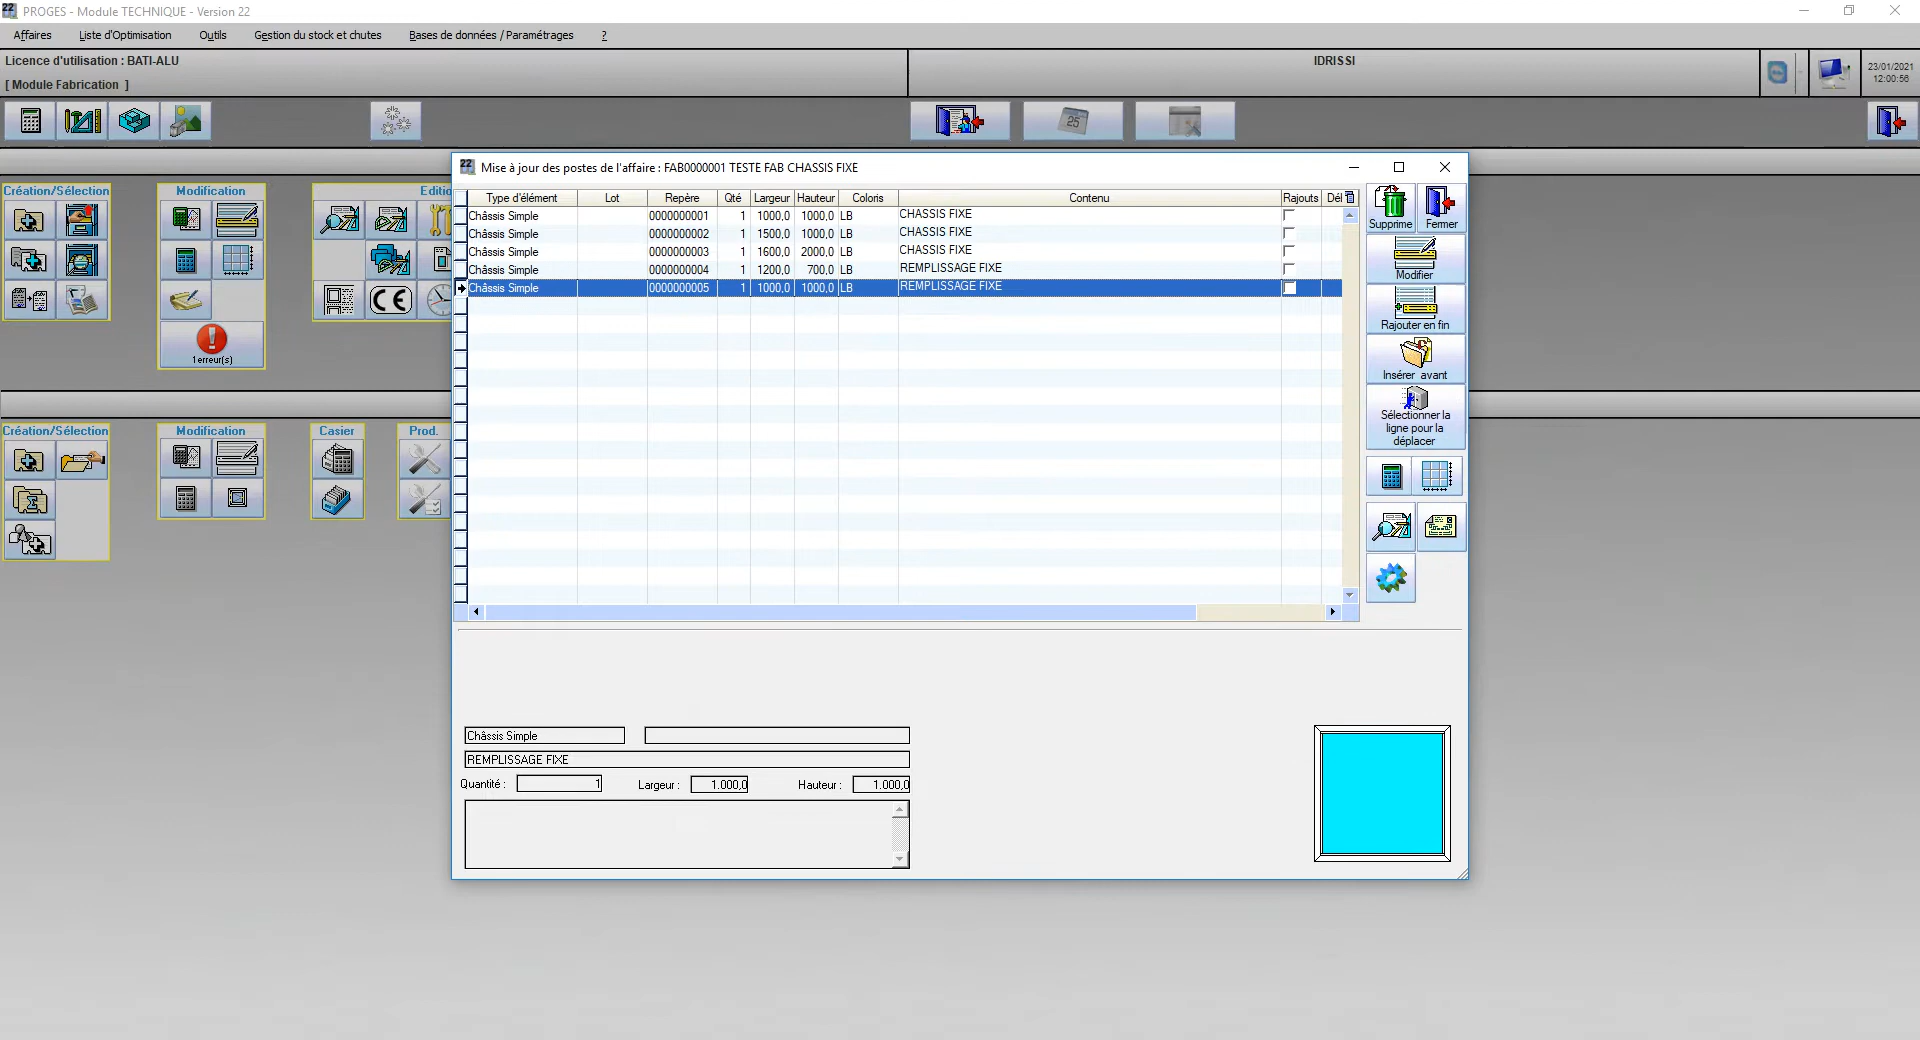 22 PROGES - Module TECHNIQUE - Version 22
Affaires Liste d'Optimisation Outils Gestion du stock et chutes Bases de données / Paramétrages ?
Licence d'utilisation : BATI-ALU
IDRISSI
[ Module Fabrication ]
23/01/2021
12:00:56
25
22 Mise à jour des postes de l'affaire : FAB0000001 TESTE FAB CHASSIS FIXE
Création/Sélection Modification Editio
CE
1 erreur(s)
Type d'élément Lot Repère Qté Largeur Hauteur Coloris Contenu Rajouts Dél
Châssis Simple 0000000001 1 1000,0 1000,0 LB CHASSIS FIXE
Châssis Simple 0000000002 1 1500,0 1000,0 LB CHASSIS FIXE
Châssis Simple 0000000003 1 1600,0 2000,0 LB CHASSIS FIXE
Châssis Simple 0000000004 1 1200,0 700,0 LB REMPLISSAGE FIXE
Châssis Simple 0000000005 1 1000,0 1000,0 LB REMPLISSAGE FIXE
Supprime Fermer
Modifier
Rajouter en fin
Insérer avant
Sélectionner la
ligne pour la
déplacer
Création/Sélection Modification Casier Prod.
Châssis Simple
REMPLISSAGE FIXE
Quantité : 1 Largeur : 1.000,0 Hauteur : 1.000,0